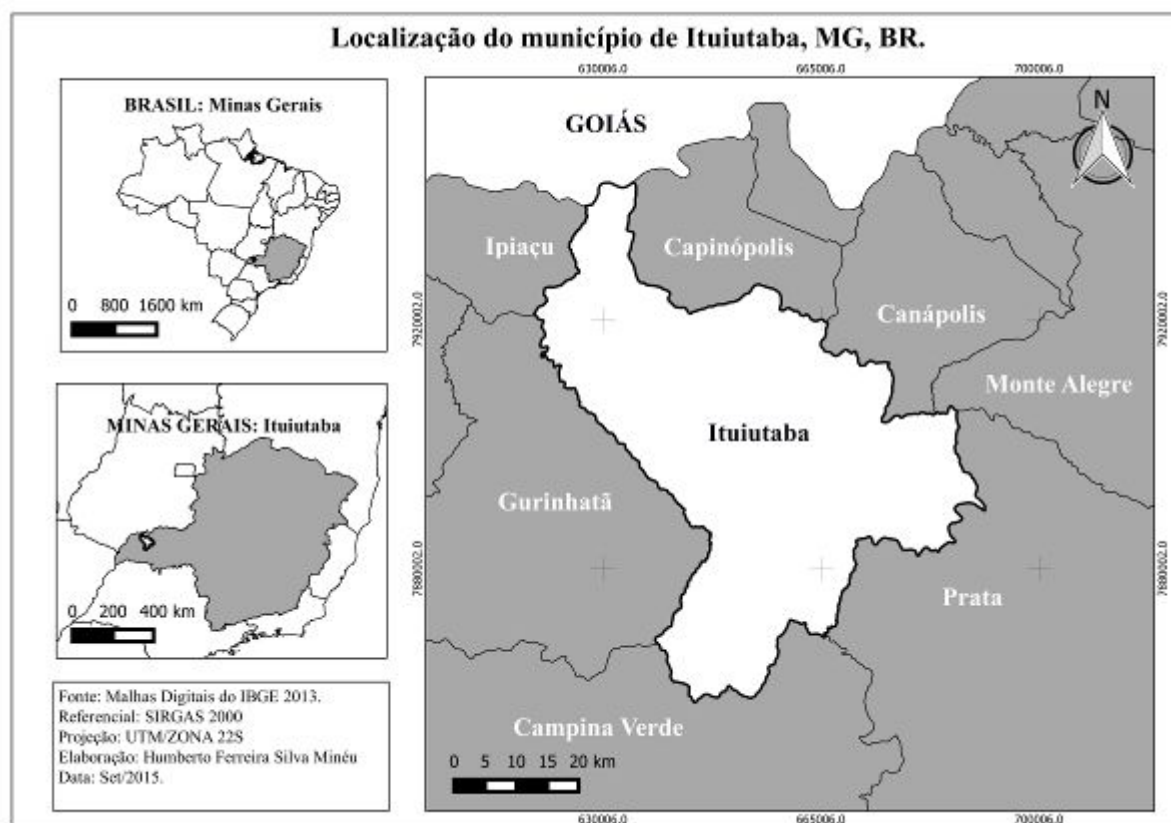 Localização do município de Ituiutaba, MG, BR.
BRASIL: Minas Gerais
0 800 1600 km
MINAS GERAIS: Ituiutaba
0 200 400 km
Fonte: Malhas Digitais do IBGE 2013.
Referencial: SIRGAS 2000
Projeção: UTM/ZONA 22S
Elaboração: Humberto Ferreira Silva Minéu
Data: Set/2015.
630006.0 665006.0 700006.0
N
GOIÁS
Ipiaçu
Capinópolis
Canápolis
7920002.0 7920002.0
Monte Alegre
Ituiutaba
Gurinhatã
7880002.0 7880002.0
Prata
Campina Verde
0 5 10 15 20 km
630006.0 665006.0 700006.0